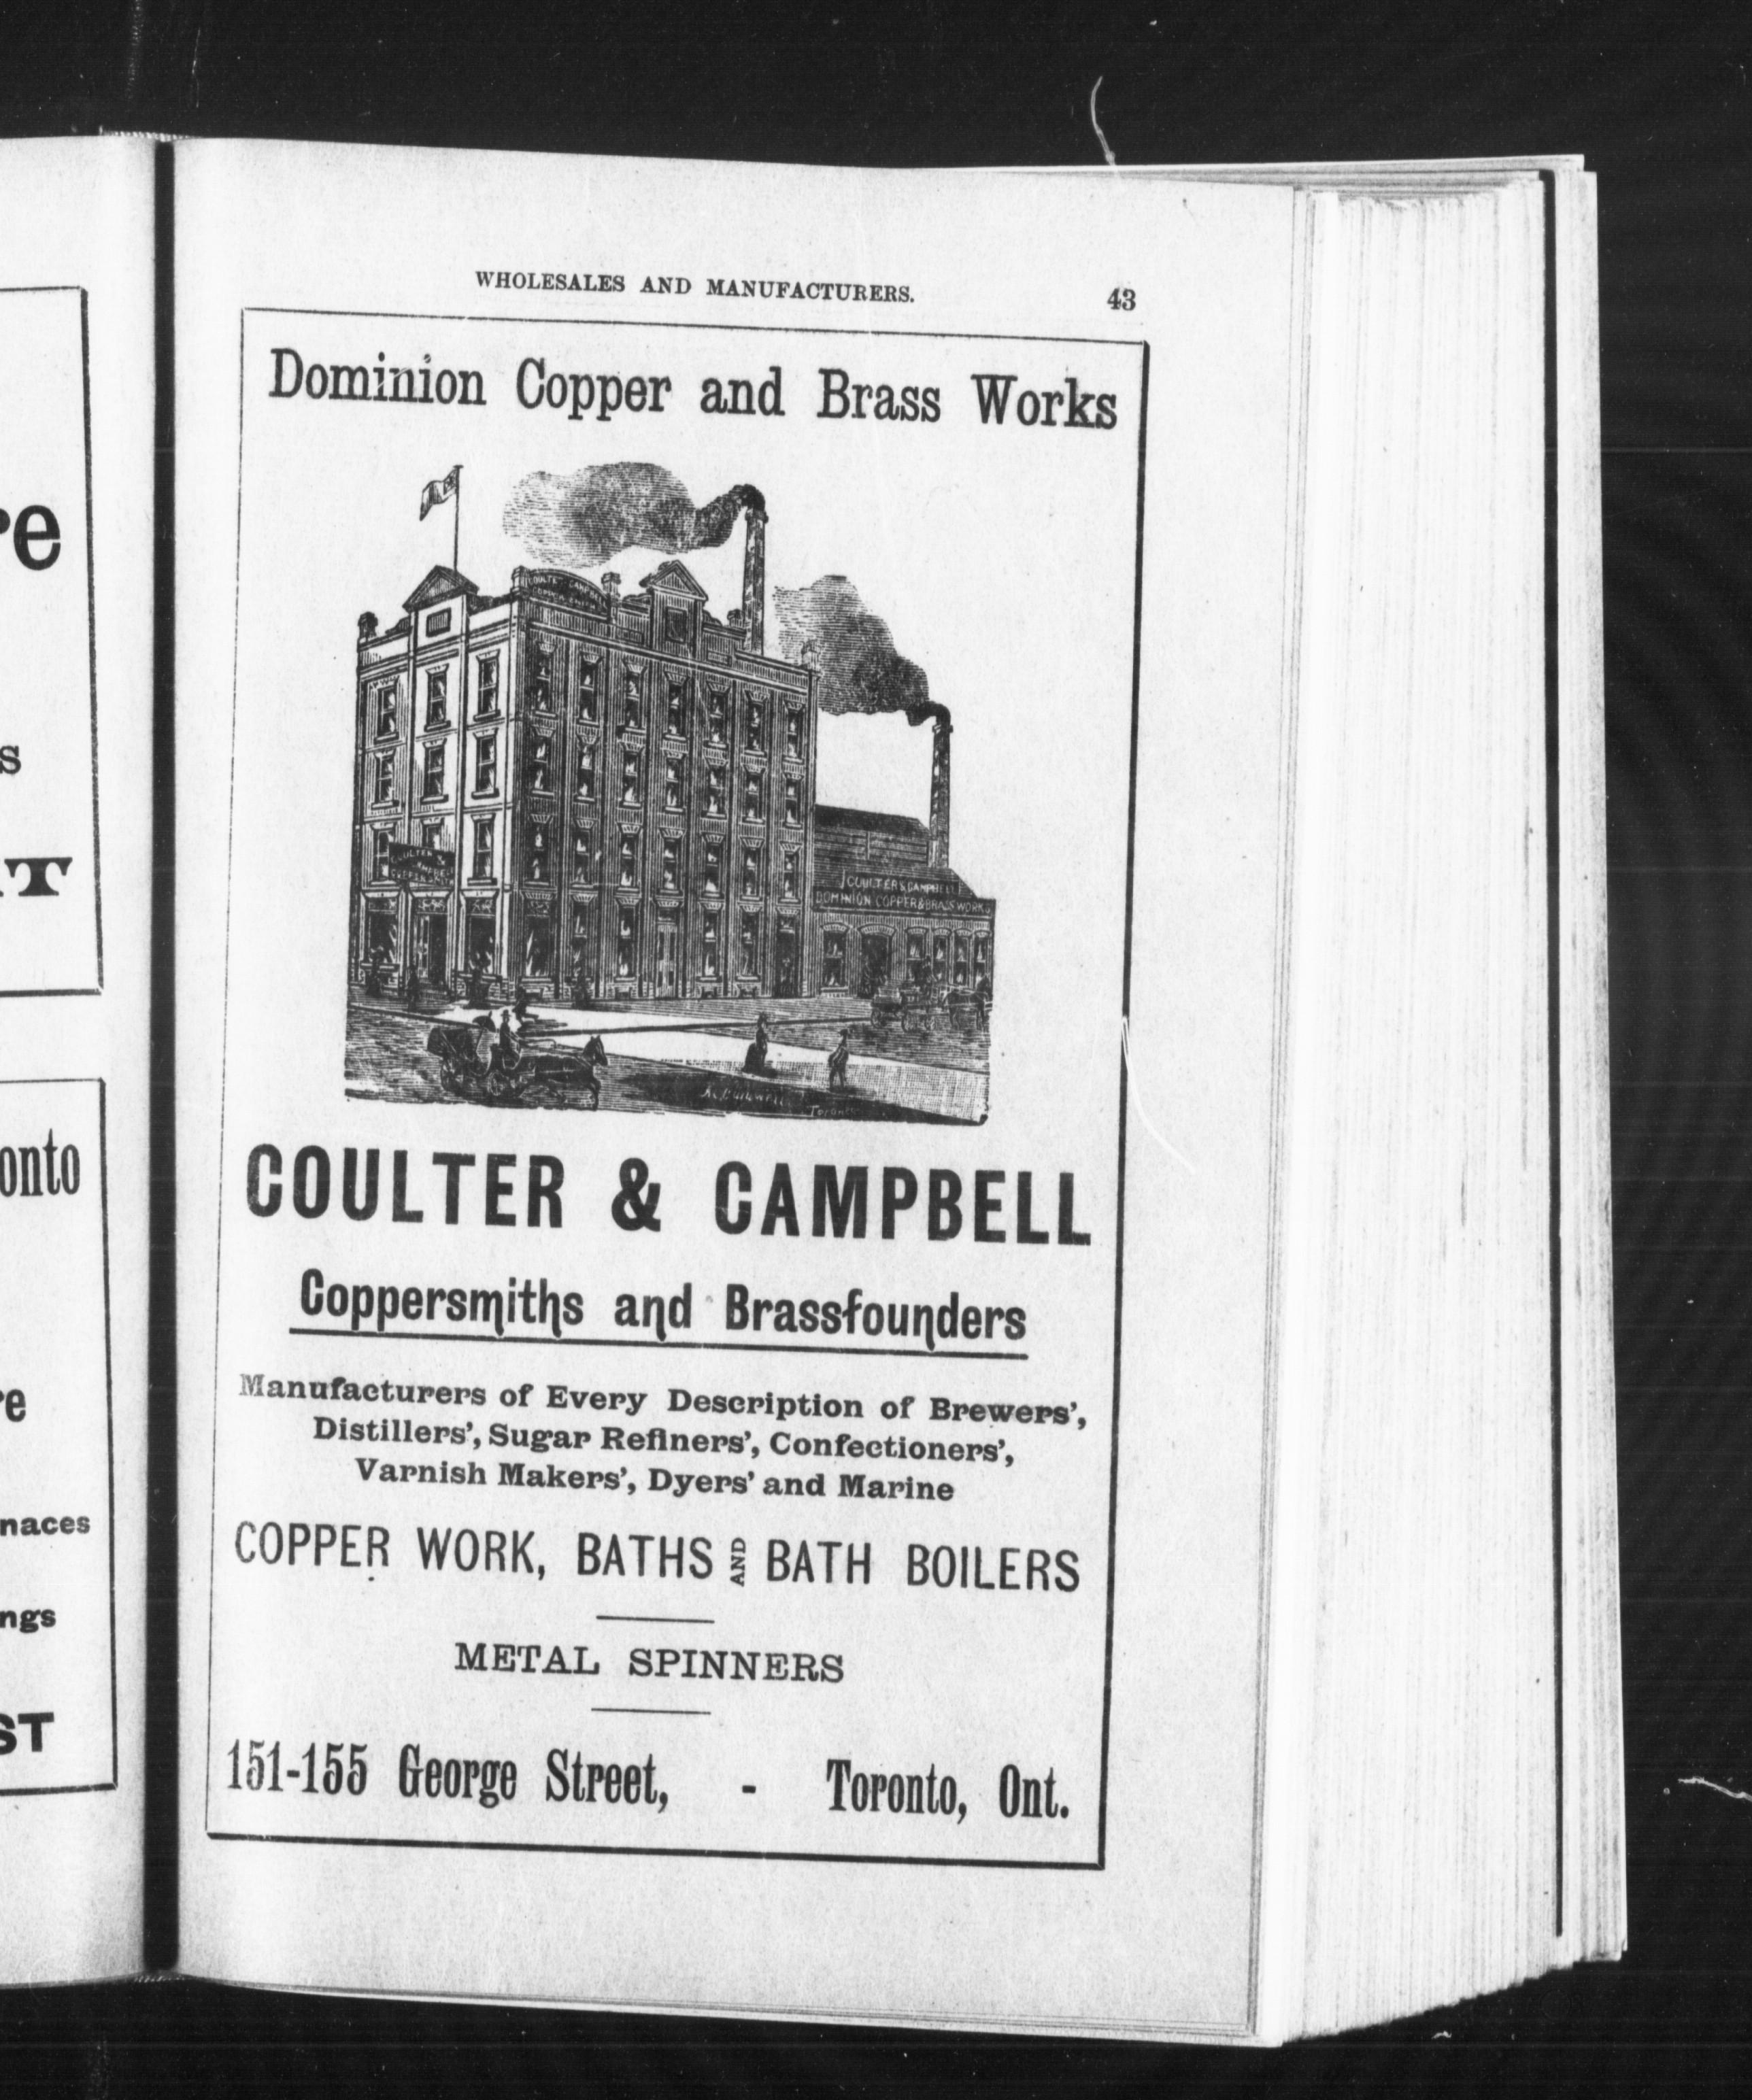 WHOLESALES AND MANUFACTURERS. 43
Dominion Copper and Brass Works
COULTER & CAMPBELL
DOMINION COPPER & BRASS WORKS
COULTER & CAMPBELL
Coppersmiths and Brassfounders
Manufacturers of Every Description of Brewers',
Distillers', Sugar Refiners', Confectioners',
Varnish Makers', Dyers' and Marine
COPPER WORK, BATHS AND BATH BOILERS
METAL SPINNERS
151-155 George Street, - Toronto, Ont.
re
s
T
onto
re
naces
ngs
ST